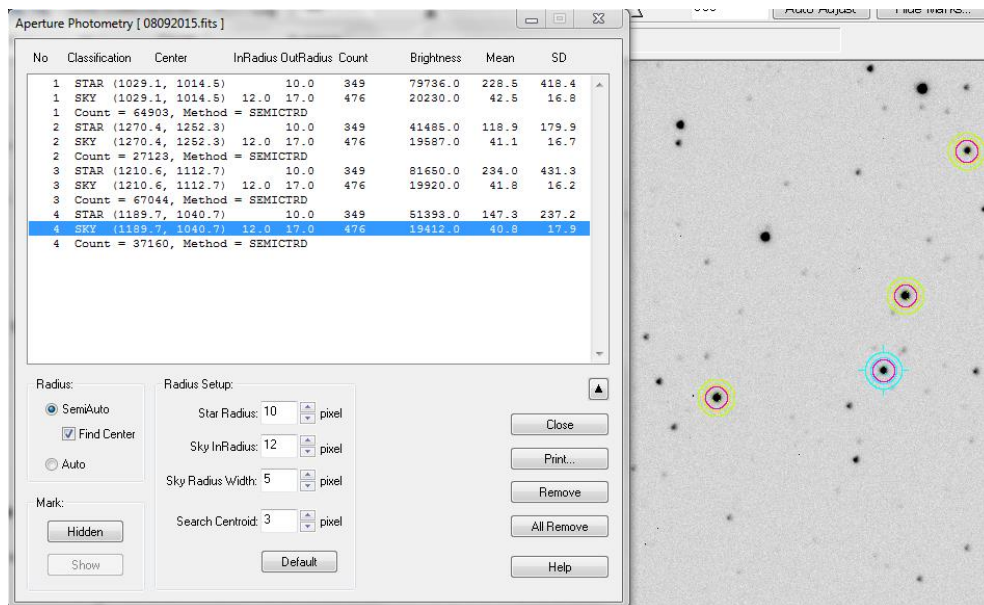 Aperture Photometry [ 08092015.fits ]
Auto Adjust Hide Marks...
No Classification Center InRadius OutRadius Count Brightness Mean SD
1 STAR (1029.1, 1014.5) 10.0 349 79736.0 228.5 418.4
1 SKY (1029.1, 1014.5) 12.0 17.0 476 20230.0 42.5 16.8
1 Count = 64903, Method = SEMICTRD
2 STAR (1270.4, 1252.3) 10.0 349 41485.0 118.9 179.9
2 SKY (1270.4, 1252.3) 12.0 17.0 476 19587.0 41.1 16.7
2 Count = 27123, Method = SEMICTRD
3 STAR (1210.6, 1112.7) 10.0 349 81650.0 234.0 431.3
3 SKY (1210.6, 1112.7) 12.0 17.0 476 19920.0 41.8 16.2
3 Count = 67044, Method = SEMICTRD
4 STAR (1189.7, 1040.7) 10.0 349 51393.0 147.3 237.2
4 SKY (1189.7, 1040.7) 12.0 17.0 476 19412.0 40.8 17.9
4 Count = 37160, Method = SEMICTRD
Radius:
SemiAuto
Find Center
Auto
Mark:
Hidden
Show
Radius Setup:
Star Radius: 10 pixel
Sky InRadius: 12 pixel
Sky Radius Width: 5 pixel
Search Centroid: 3 pixel
Default
Close
Print...
Remove
All Remove
Help